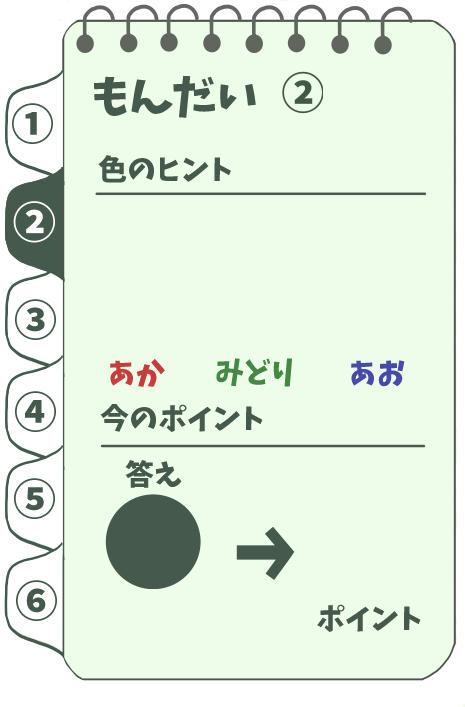 もんだい ②
①
色のヒント
②
③
あか みどり あお
④
今のポイント
答え
⑤
→
⑥
ポイント